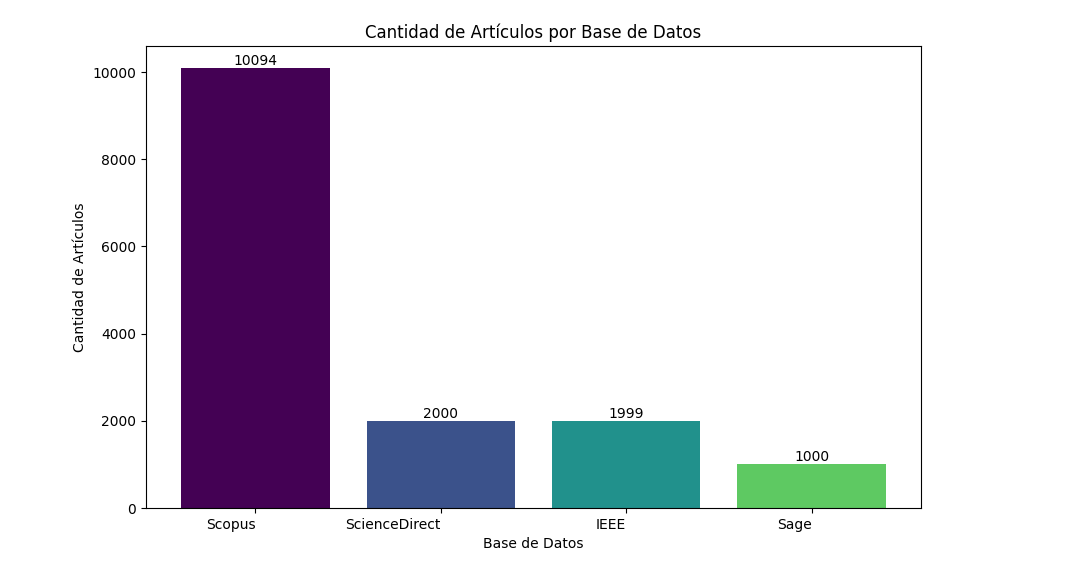 Cantidad de Artículos por Base de Datos
10094
10000
8000
6000
4000
2000
0
Cantidad de Artículos
2000
1999
1000
Scopus
ScienceDirect
IEEE
Sage
Base de Datos